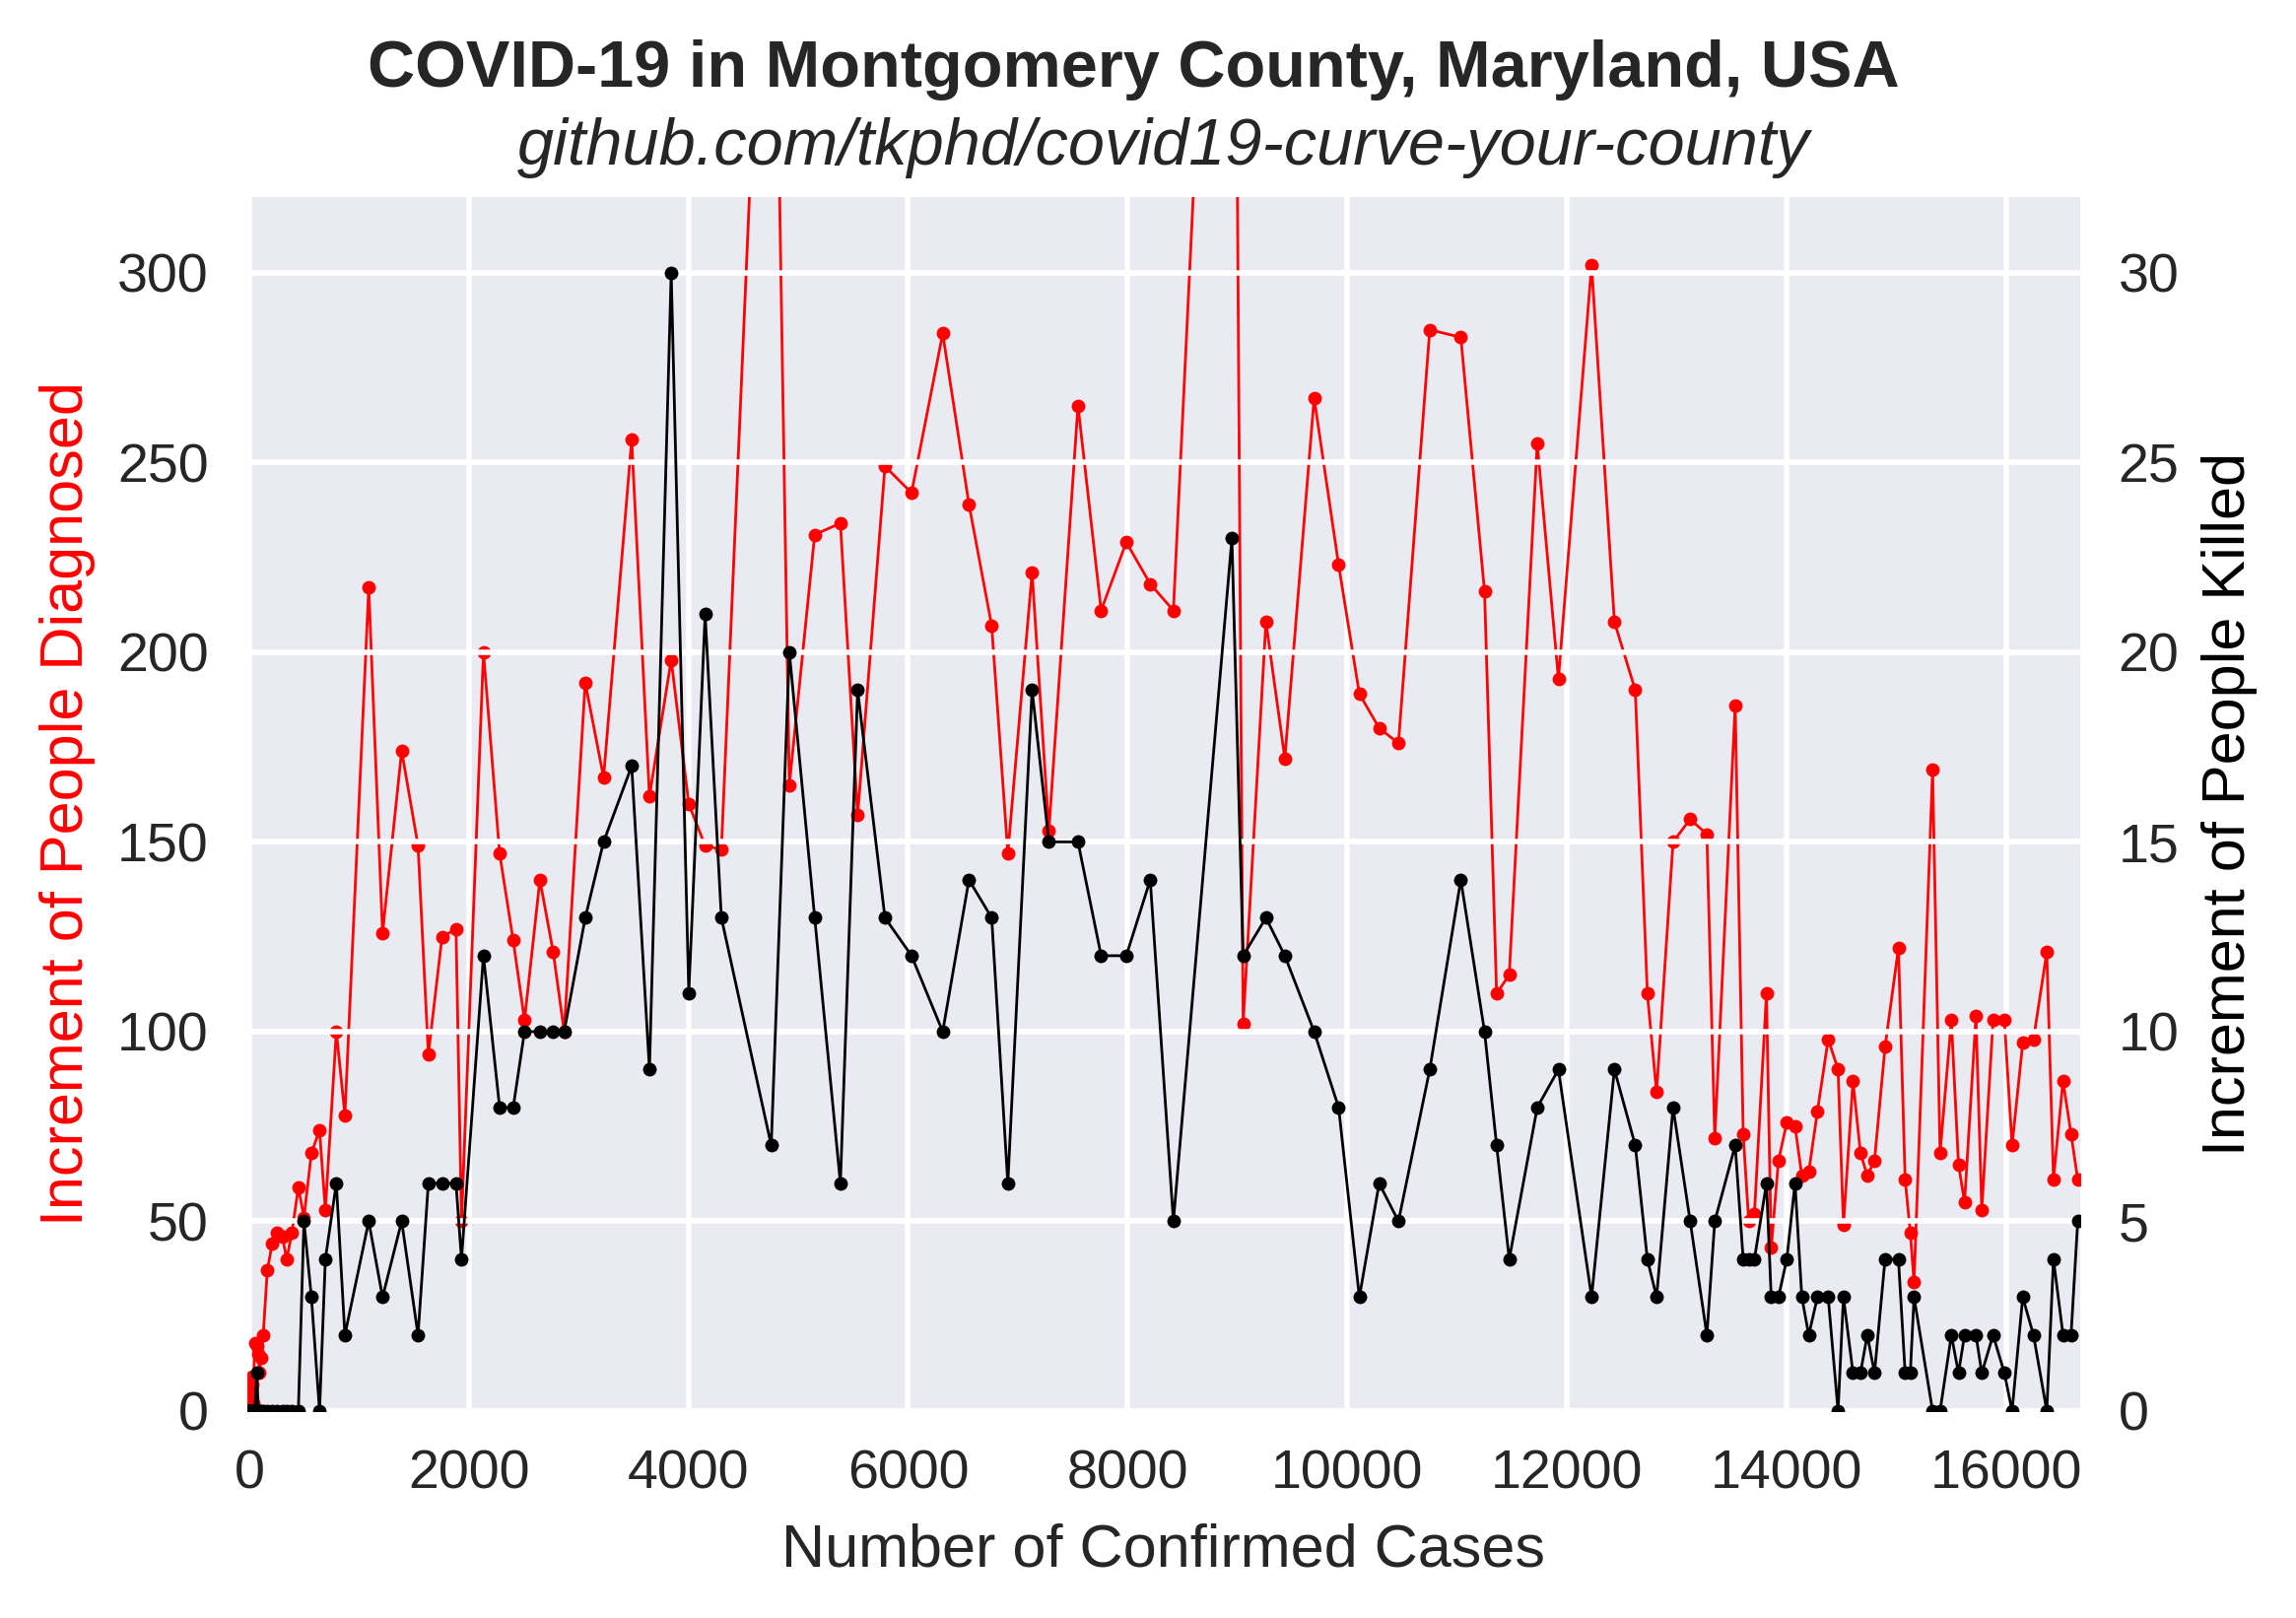 COVID-19 in Montgomery County, Maryland, USA
github.com/tkphd/covid19-curve-your-county
Increment of People Diagnosed
300
250
200
150
100
50
0
30
25
20
15
10
5
0
Increment of People Killed
0 2000 4000 6000 8000 10000 12000 14000 16000
Number of Confirmed Cases